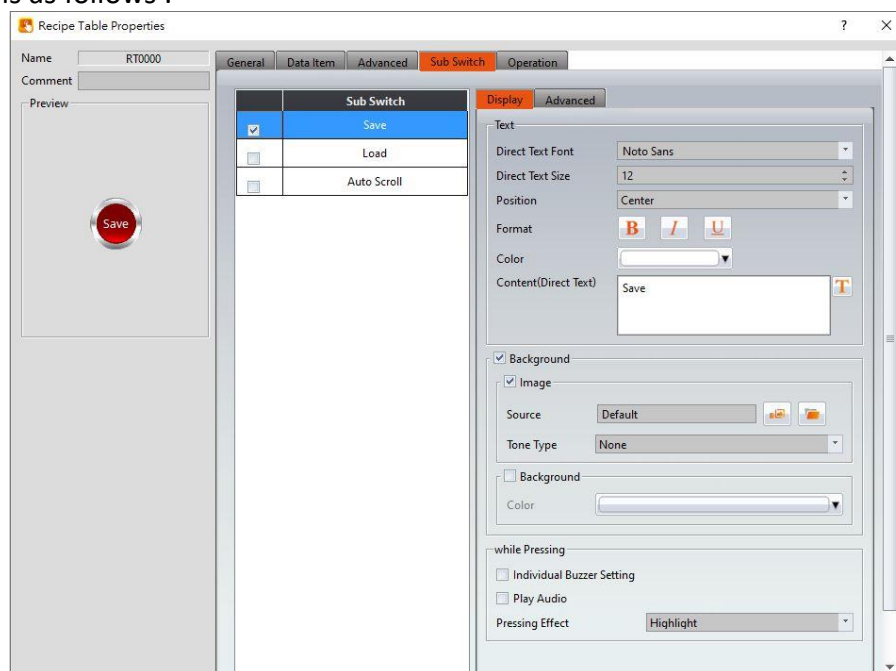 is as follows :
Recipe Table Properties ? ×
Name RT0000
Comment
Preview
Save
General Data Item Advanced Sub Switch Operation
Sub Switch
Save
Load
Auto Scroll
Display Advanced
Text
Direct Text Font Noto Sans
Direct Text Size 12
Position Center
Format B I U
Color
Content(Direct Text) Save T
Background
Image
Source Default
Tone Type None
Background
Color
while Pressing
Individual Buzzer Setting
Play Audio
Pressing Effect Highlight